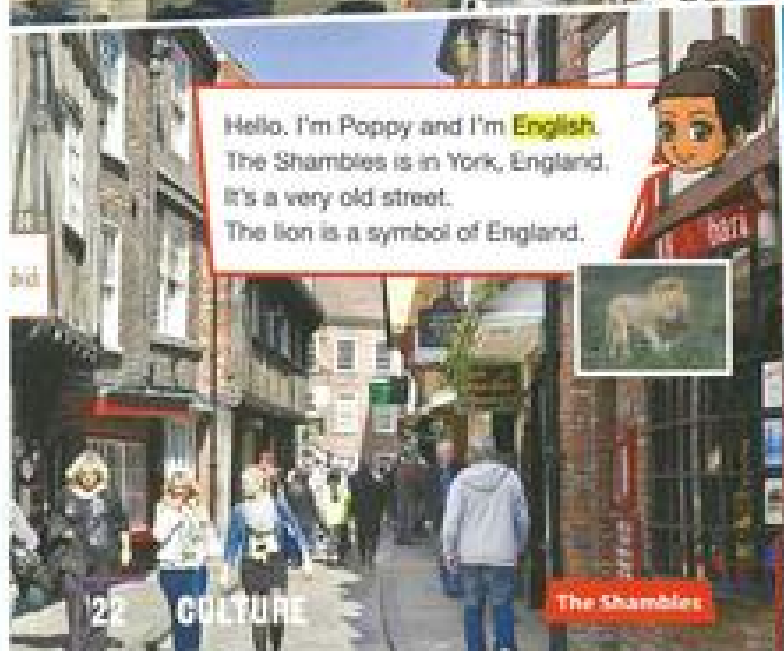 Hello. I'm Poppy and I'm English.
The Shambles is in York, England.
It's a very old street.
The lion is a symbol of England.
The Shambles
22 CULTURE